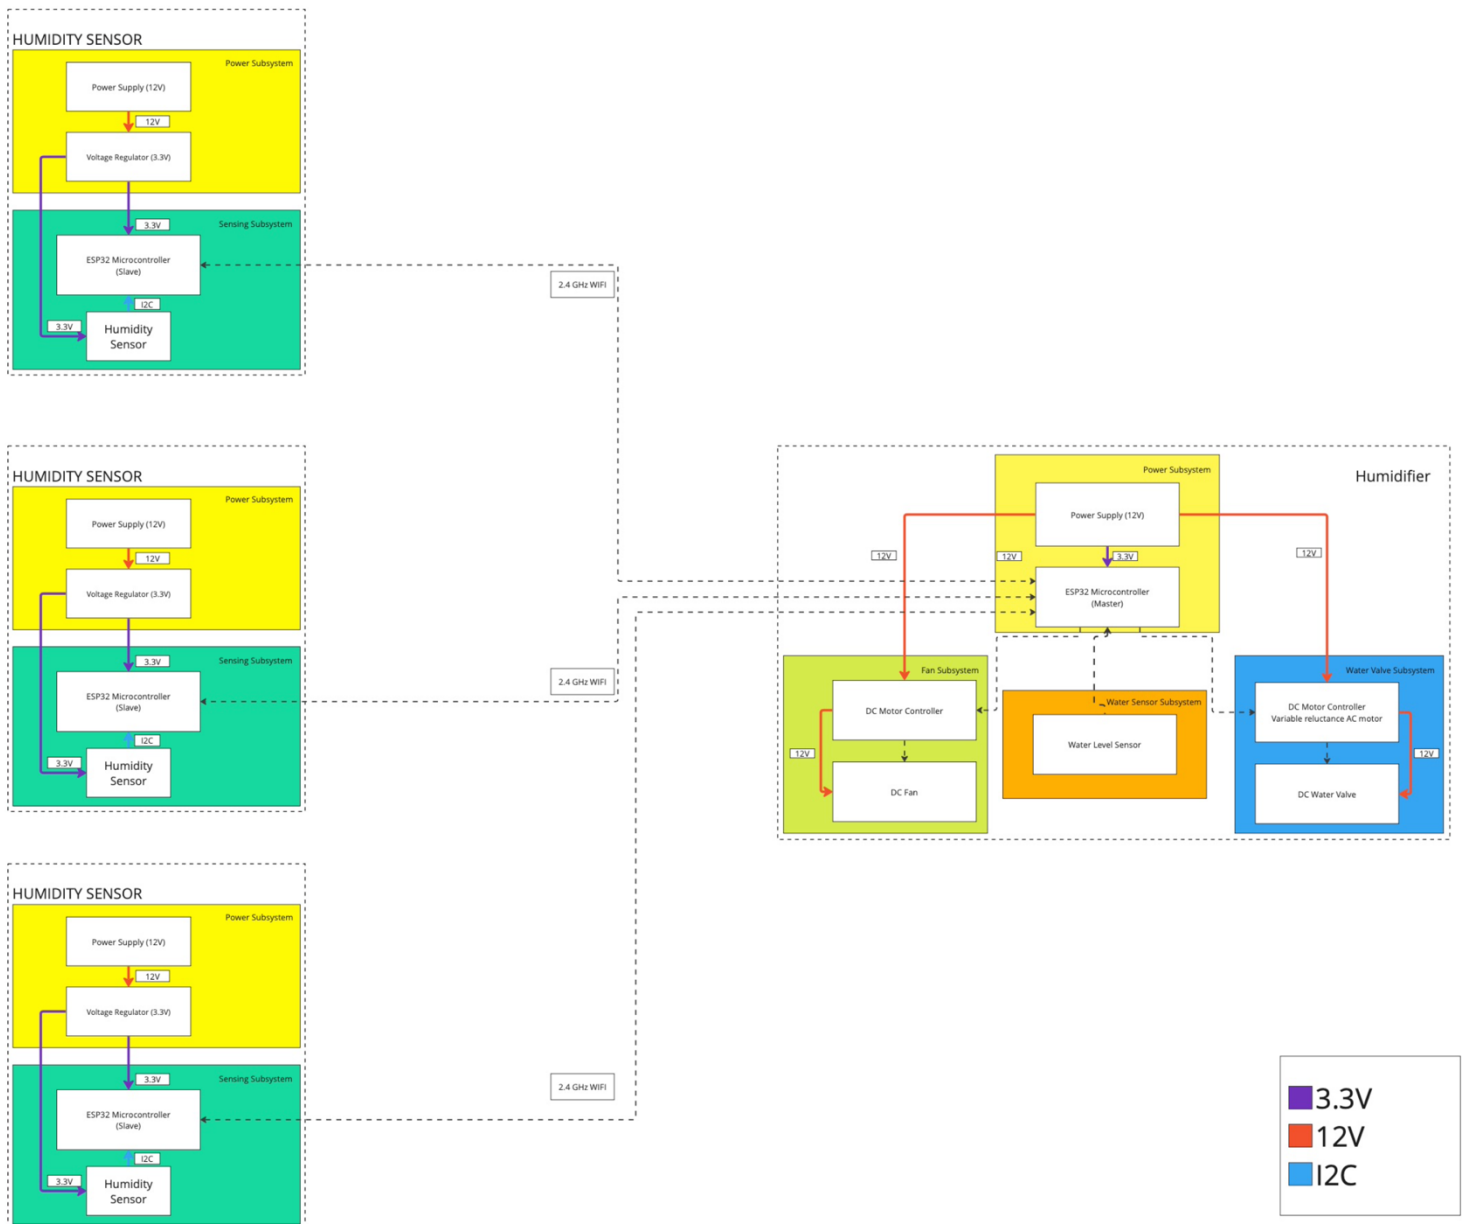 HUMIDITY SENSOR
Power Subsystem
Power Supply (12V)
12V
Voltage Regulator (3.3V)
Sensing Subsystem
3.3V
ESP32 Microcontroller
(Slave)
I2C
3.3V
Humidity
Sensor
2.4 GHz WIFI
HUMIDITY SENSOR
Power Subsystem
Power Supply (12V)
12V
Voltage Regulator (3.3V)
Sensing Subsystem
3.3V
ESP32 Microcontroller
(Slave)
I2C
3.3V
Humidity
Sensor
2.4 GHz WIFI
HUMIDITY SENSOR
Power Subsystem
Power Supply (12V)
12V
Voltage Regulator (3.3V)
Sensing Subsystem
3.3V
ESP32 Microcontroller
(Slave)
I2C
3.3V
Humidity
Sensor
2.4 GHz WIFI
Humidifier
Power Subsystem
Power Supply (12V)
12V
12V
3.3V
12V
ESP32 Microcontroller
(Master)
Fan Subsystem
DC Motor Controller
12V
DC Fan
Water Sensor Subsystem
Water Level Sensor
Water Valve Subsystem
DC Motor Controller
Variable reluctance AC motor
12V
DC Water Valve
3.3V
12V
I2C